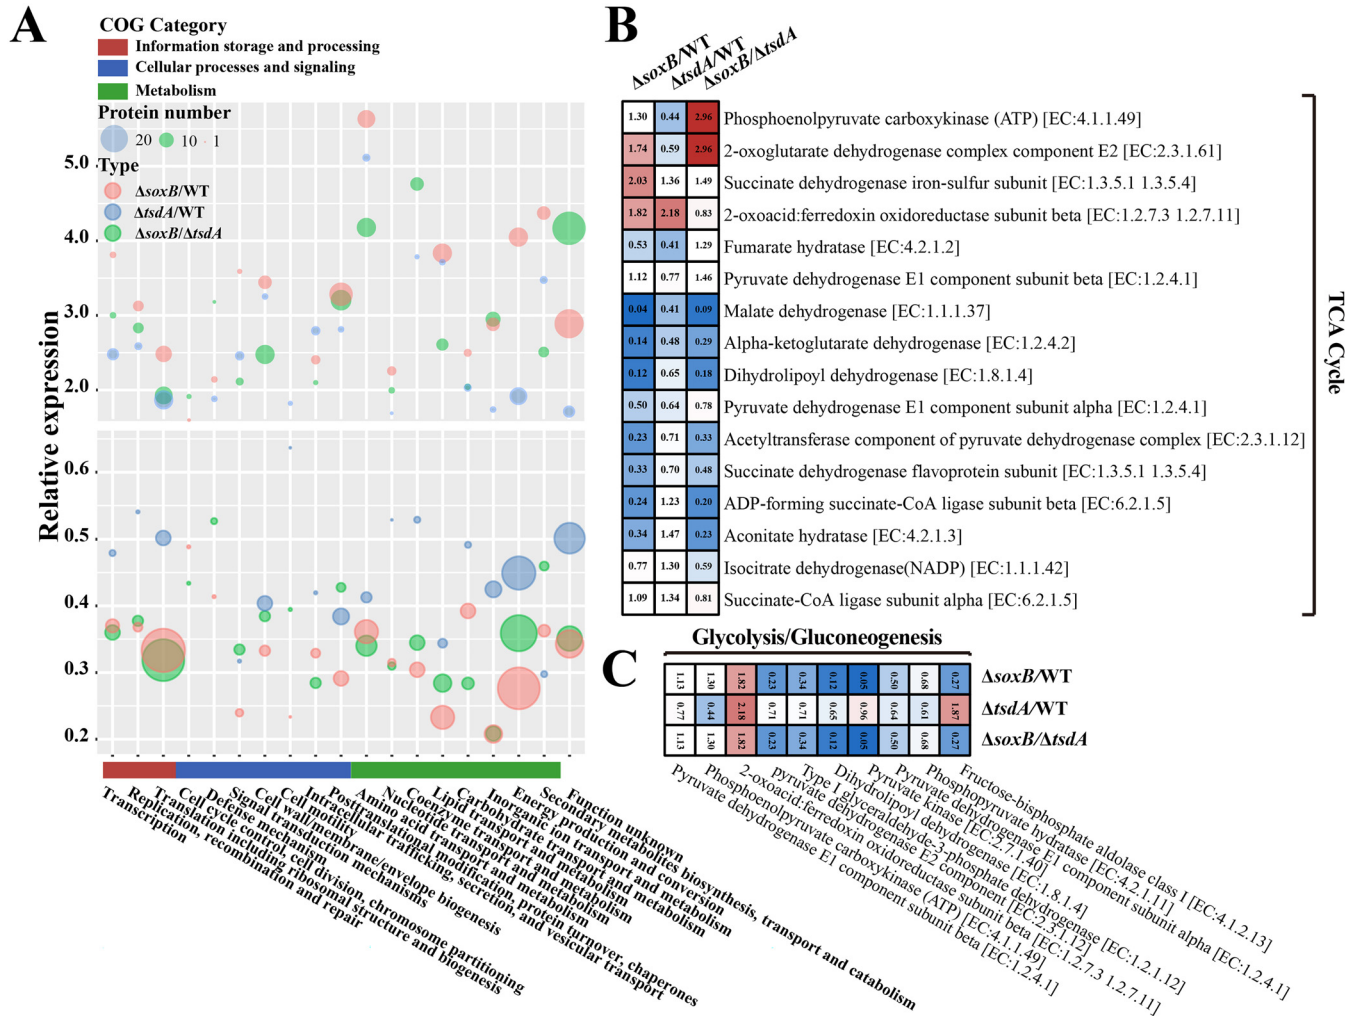 A
COG Category
Information storage and processing
Cellular processes and signaling
Metabolism
Protein number
20 10 1
Type
ΔsoxB/WT
ΔtsdA/WT
ΔsoxB/ΔtsdA
Relative expression
5.0
4.0
3.0
2.0
0.6
0.5
0.4
0.3
0.2
Transcription
Replication, recombination and repair
Translation including ribosomal structure and biogenesis
Cell cycle control, cell division, chromosome partitioning
Defense mechanism
Signal transduction mechanisms
Cell wall/membrane/envelope biogenesis
Cell motility
Intracellular trafficking, secretion, and vesicular transport
Posttranslational modification, protein turnover, chaperones
Amino acid transport and metabolism
Nucleotide transport and metabolism
Coenzyme transport and metabolism
Lipid transport and metabolism
Carbohydrate transport and metabolism
Inorganic ion transport and metabolism
Energy production and conversion
Secondary metabolites biosynthesis, transport and catabolism
Function unknown
B
ΔsoxB/WT
ΔtsdA/WT
ΔsoxB/ΔtsdA
1.30 0.44 2.96 Phosphoenolpyruvate carboxykinase (ATP) [EC:4.1.1.49]
1.74 0.59 2.96 2-oxoglutarate dehydrogenase complex component E2 [EC:2.3.1.61]
2.03 1.36 1.49 Succinate dehydrogenase iron-sulfur subunit [EC:1.3.5.1 1.3.5.4]
1.82 2.18 0.83 2-oxoacid:ferredoxin oxidoreductase subunit beta [EC:1.2.7.3 1.2.7.11]
0.53 0.41 1.29 Fumarate hydratase [EC:4.2.1.2]
1.12 0.77 1.46 Pyruvate dehydrogenase E1 component subunit beta [EC:1.2.4.1]
0.04 0.41 0.09 Malate dehydrogenase [EC:1.1.1.37]
0.14 0.48 0.29 Alpha-ketoglutarate dehydrogenase [EC:1.2.4.2]
0.12 0.65 0.18 Dihydrolipoyl dehydrogenase [EC:1.8.1.4]
0.50 0.64 0.78 Pyruvate dehydrogenase E1 component subunit alpha [EC:1.2.4.1]
0.23 0.71 0.33 Acetyltransferase component of pyruvate dehydrogenase complex [EC:2.3.1.12]
0.33 0.70 0.48 Succinate dehydrogenase flavoprotein subunit [EC:1.3.5.1 1.3.5.4]
0.24 1.23 0.20 ADP-forming succinate-CoA ligase subunit beta [EC:6.2.1.5]
0.34 1.47 0.23 Aconitate hydratase [EC:4.2.1.3]
0.77 1.30 0.59 Isocitrate dehydrogenase(NADP) [EC:1.1.1.42]
1.09 1.34 0.81 Succinate-CoA ligase subunit alpha [EC:6.2.1.5]
TCA Cycle
C
Glycolysis/Gluconeogenesis
1.13 1.30 1.82 0.23 0.34 0.12 0.05 0.50 0.68 0.27 ΔsoxB/WT
0.77 0.44 2.18 0.71 0.71 0.65 0.96 0.64 0.61 1.87 ΔtsdA/WT
1.13 1.30 1.82 0.23 0.34 0.12 0.05 0.50 0.68 0.27 ΔsoxB/ΔtsdA
Pyruvate dehydrogenase E1 component subunit beta [EC:1.2.4.1]
Phosphoenolpyruvate carboxykinase (ATP) [EC:4.1.1.49]
2-oxoacid:ferredoxin oxidoreductase subunit beta [EC:1.2.7.3 1.2.7.11]
pyruvate dehydrogenase E2 component [EC:2.3.1.12]
Type I glyceraldehyde-3-phosphate dehydrogenase [EC:1.2.1.12]
Dihydrolipoyl dehydrogenase [EC:1.8.1.4]
Pyruvate kinase [EC:2.7.1.40]
Pyruvate dehydrogenase E1 component subunit alpha [EC:1.2.4.1]
Phosphopyruvate hydratase [EC:4.2.1.11]
Fructose-bisphosphate aldolase class I [EC:4.1.2.13]